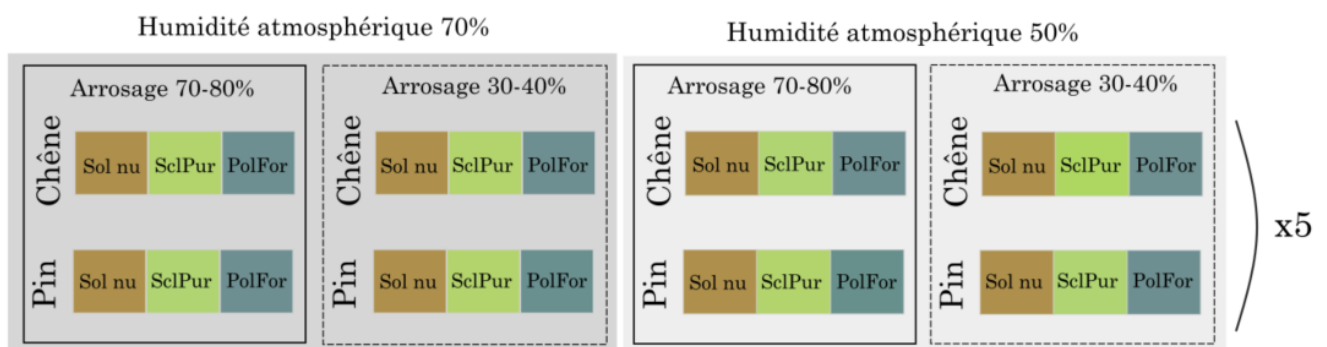 Humidité atmosphérique 70%
Humidité atmosphérique 50%
Arrosage 70-80%
Arrosage 30-40%
Arrosage 70-80%
Arrosage 30-40%
Chêne
Sol nu SclPur PolFor
Chêne
Sol nu SclPur PolFor
Chêne
Sol nu SclPur PolFor
Chêne
Sol nu SclPur PolFor
x5
Pin
Sol nu SclPur PolFor
Pin
Sol nu SclPur PolFor
Pin
Sol nu SclPur PolFor
Pin
Sol nu SclPur PolFor